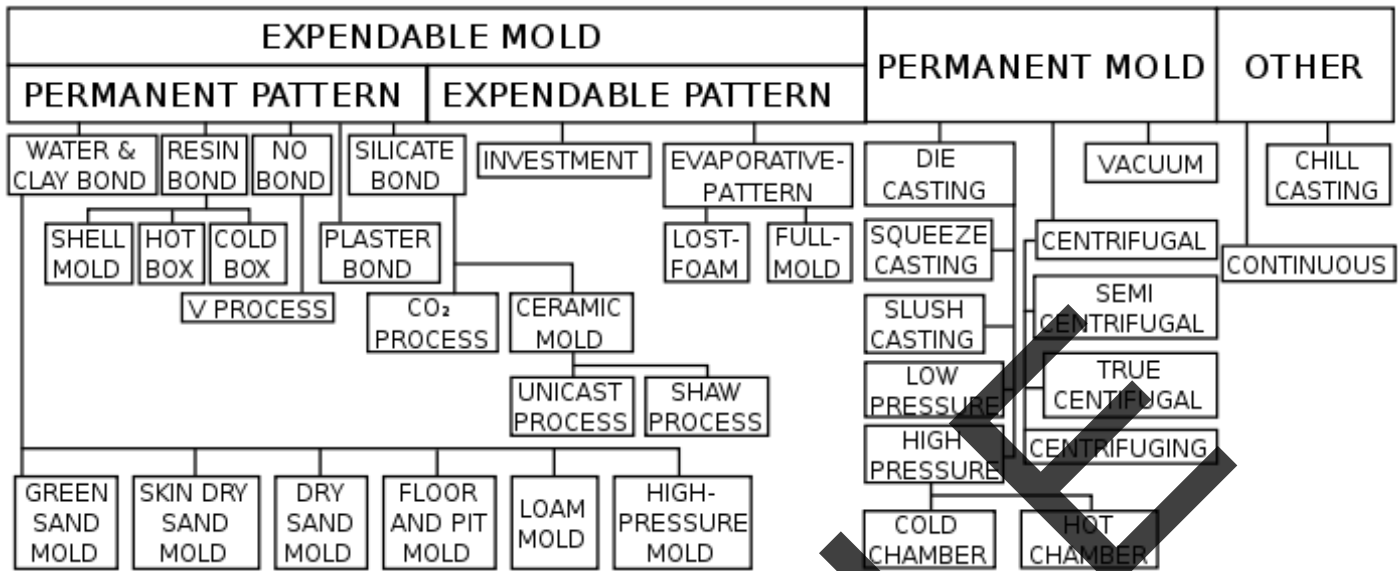 EXPENDABLE MOLD
PERMANENT MOLD
OTHER
PERMANENT PATTERN
EXPENDABLE PATTERN
WATER &
CLAY BOND
RESIN
BOND
NO
BOND
SILICATE
BOND
INVESTMENT
EVAPORATIVE-
PATTERN
DIE
CASTING
VACUUM
CHILL
CASTING
SHELL
MOLD
HOT
BOX
COLD
BOX
PLASTER
BOND
LOST-
FOAM
FULL-
MOLD
SQUEEZE
CASTING
CENTRIFUGAL
CONTINUOUS
V PROCESS
CO₂
PROCESS
CERAMIC
MOLD
SLUSH
CASTING
SEMI
CENTRIFUGAL
UNICAST
PROCESS
SHAW
PROCESS
LOW
PRESSURE
TRUE
CENTIFUGAL
HIGH
PRESSURE
CENTRIFUGING
GREEN
SAND
MOLD
SKIN DRY
SAND
MOLD
DRY
SAND
MOLD
FLOOR
AND PIT
MOLD
LOAM
MOLD
HIGH-
PRESSURE
MOLD
COLD
CHAMBER
HOT
CHAMBER